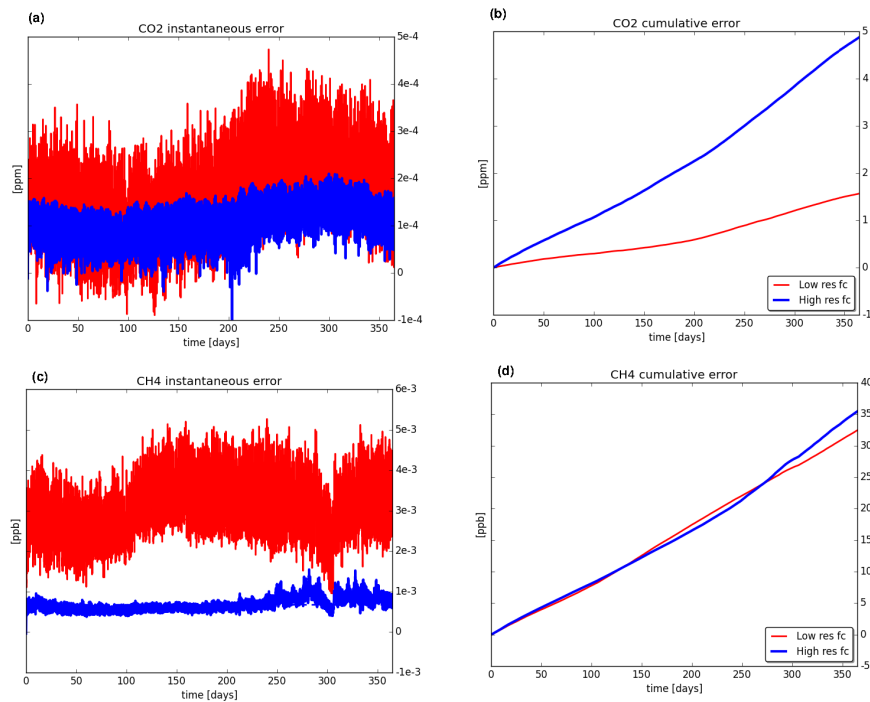 (a)
CO2 instantaneous error
5e-4
4e-4
3e-4
2e-4
1e-4
0
-1e-4
[ppm]
0 50 100 150 200 250 300 350
time [days]
(b)
CO2 cumulative error
5
4
3
2
1
0
-1
[ppm]
Low res fc
High res fc
0 50 100 150 200 250 300 350
time [days]
(c)
CH4 instantaneous error
6e-3
5e-3
4e-3
3e-3
2e-3
1e-3
0
-1e-3
[ppb]
0 50 100 150 200 250 300 350
time [days]
(d)
CH4 cumulative error
40
35
30
25
20
15
10
5
0
-5
[ppb]
Low res fc
High res fc
0 50 100 150 200 250 300 350
time [days]